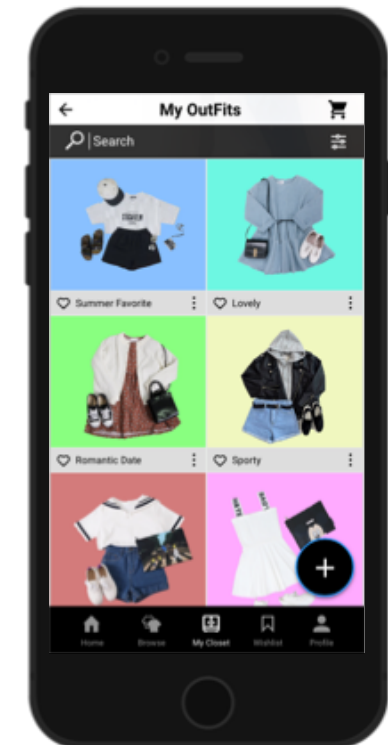 My OutFits
Search
Summer Favorite
Lovely
Romantic Date
Sporty
Home
Browse
My Closet
Wishlist
Profile